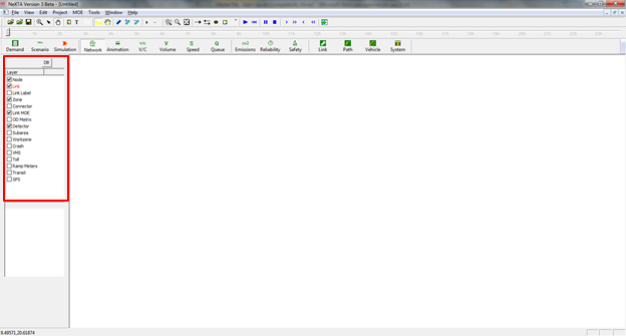 NeXTA Version 3 Beta - [Untitled]
File View Edit Project MOE Tools Window Help
Demand Scenario Simulation Network Animation V/C Volume Speed Queue Emissions Reliability Safety Link Path Vehicle System
DB
Layer
Node
Link
Link Label
Zone
Connector
Link MOE
OD Matrix
Detector
Subarea
Workzone
Crash
VMS
Toll
Ramp Meters
Transit
GPS
9.49571,20.61874